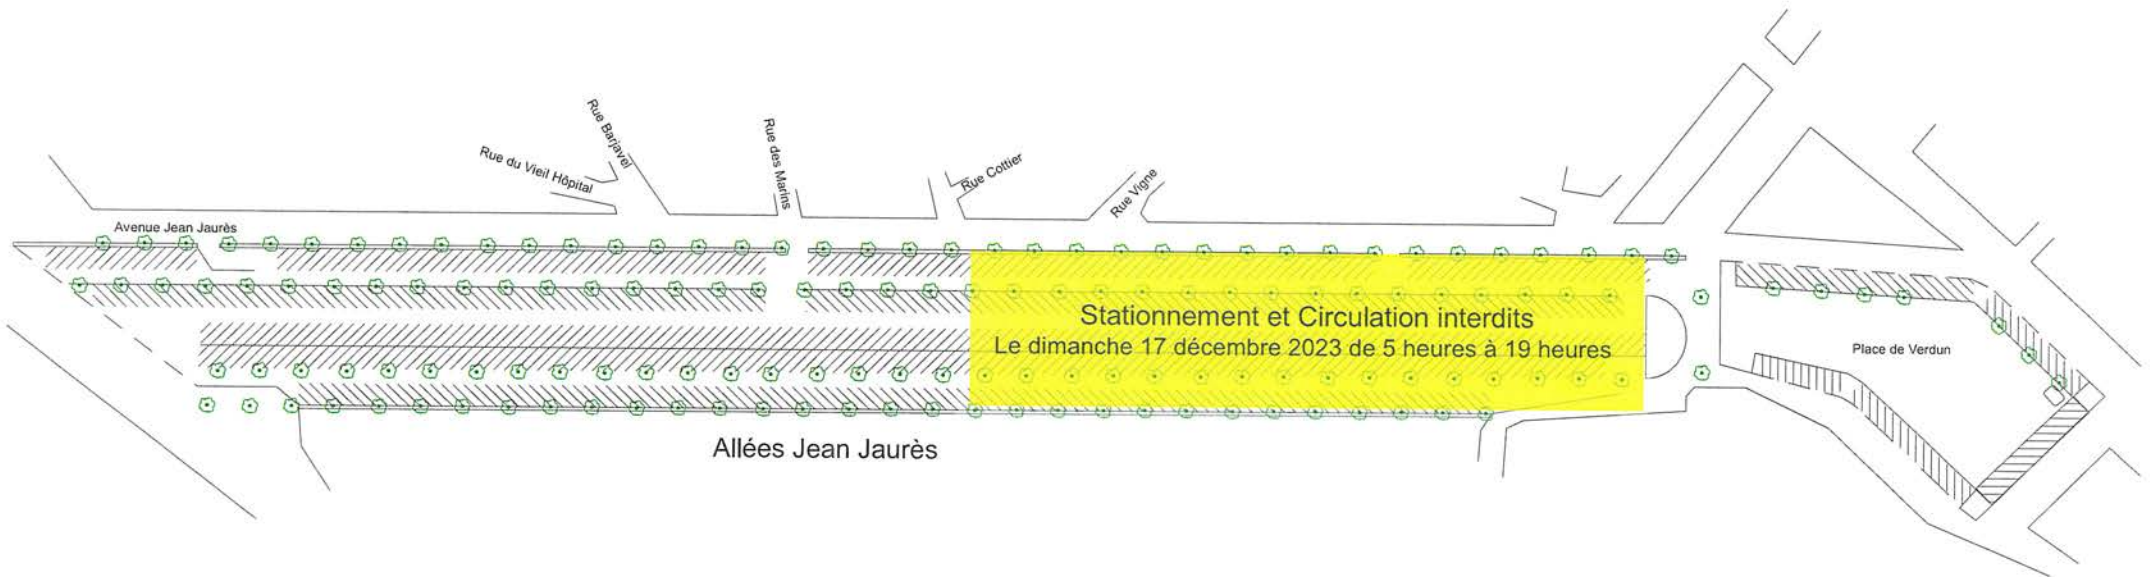 Rue Barjavel
Rue du Vieil Hôpital
Rue des Marins
Rue Cottier
Rue Vigne
Avenue Jean Jaurès
Stationnement et Circulation interdits
Le dimanche 17 décembre 2023 de 5 heures à 19 heures
Place de Verdun
Allées Jean Jaurès